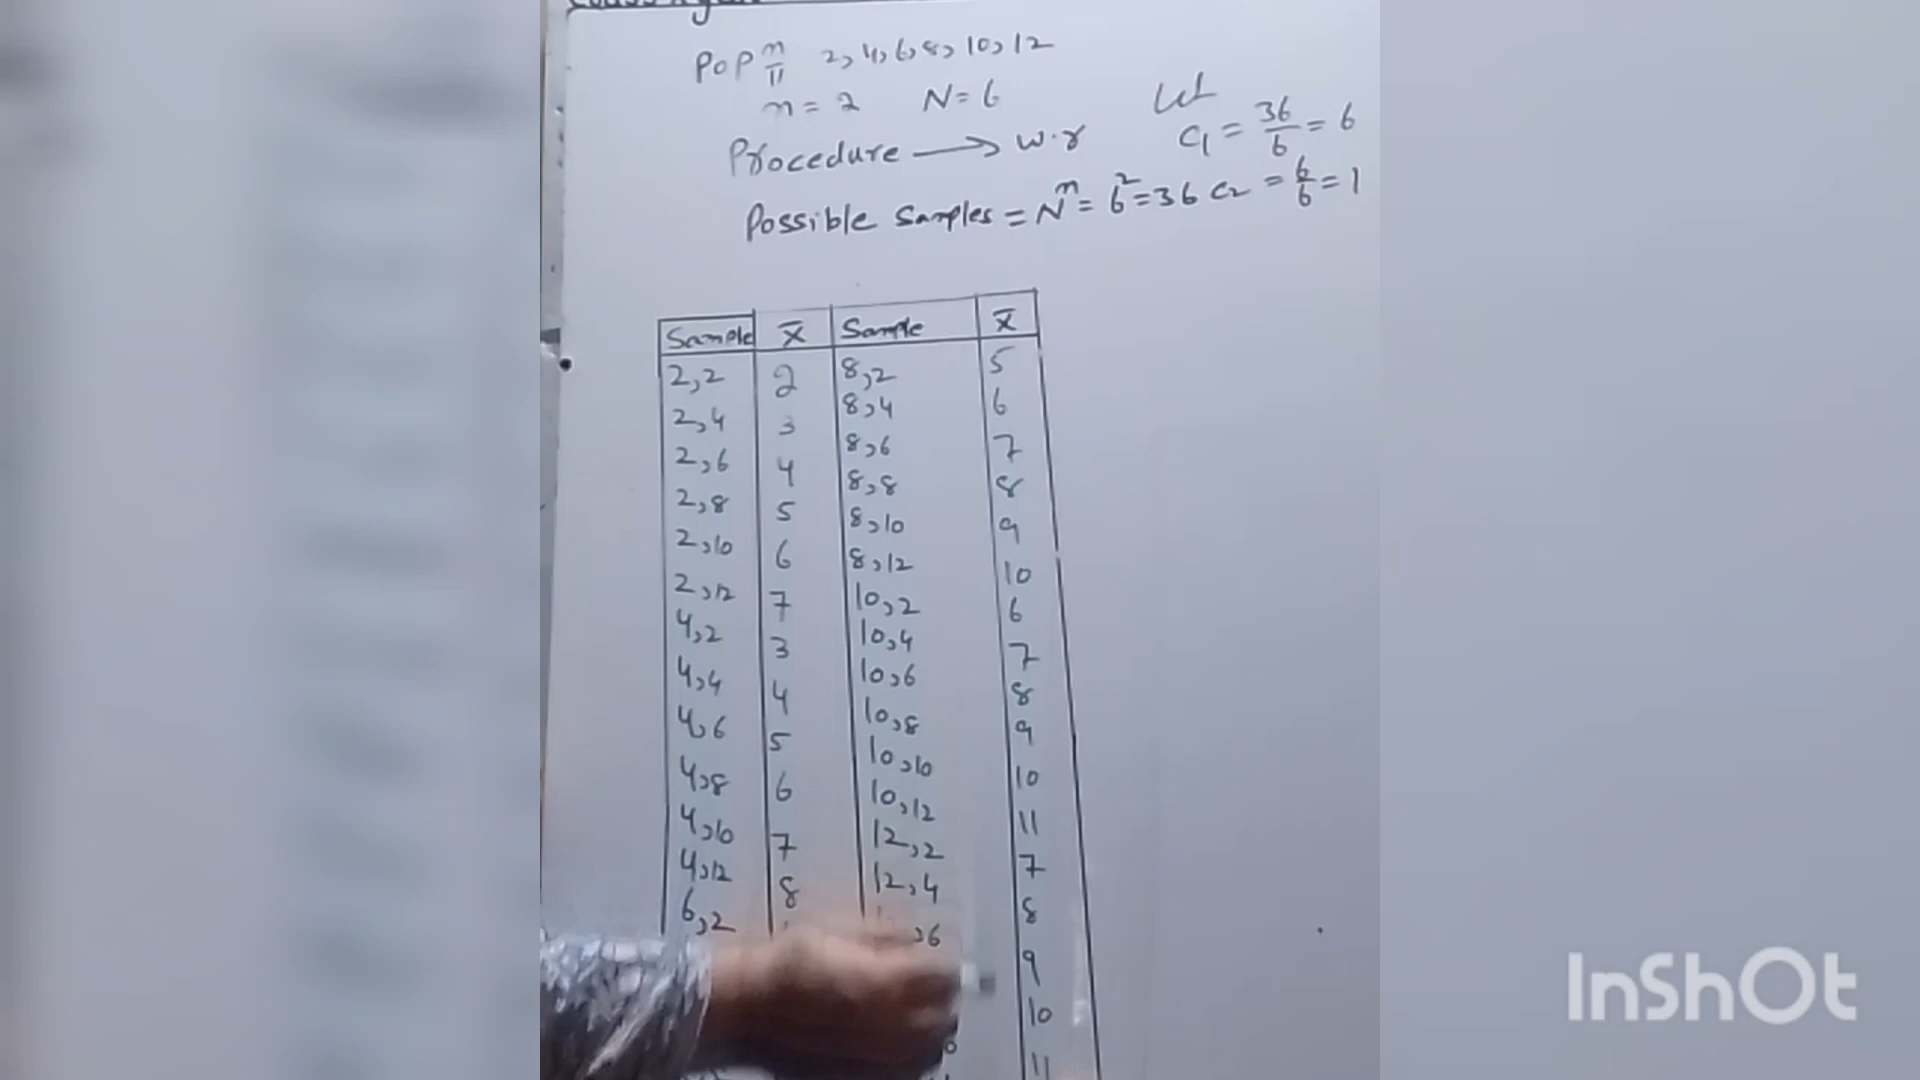 POPⁿ 2, 4, 6, 8, 10, 12
n = 2 N = 6
Procedure → w.r
C₁ = 36/6 = 6
Possible Samples = Nⁿ = 6² = 36 C₂ = 6/6 = 1
Sample x̄ Sample x̄
2,2 2 8,2 5
2,4 3 8,4 6
2,6 4 8,6 7
2,8 5 8,8 8
2,10 6 8,10 9
2,12 7 8,12 10
4,2 3 10,2 6
4,4 4 10,4 7
4,6 5 10,6 8
4,8 6 10,8 9
4,10 7 10,10 10
4,12 8 10,12 11
6,2 12,2 7
12,4 8
,6 9
10
11
InShOt